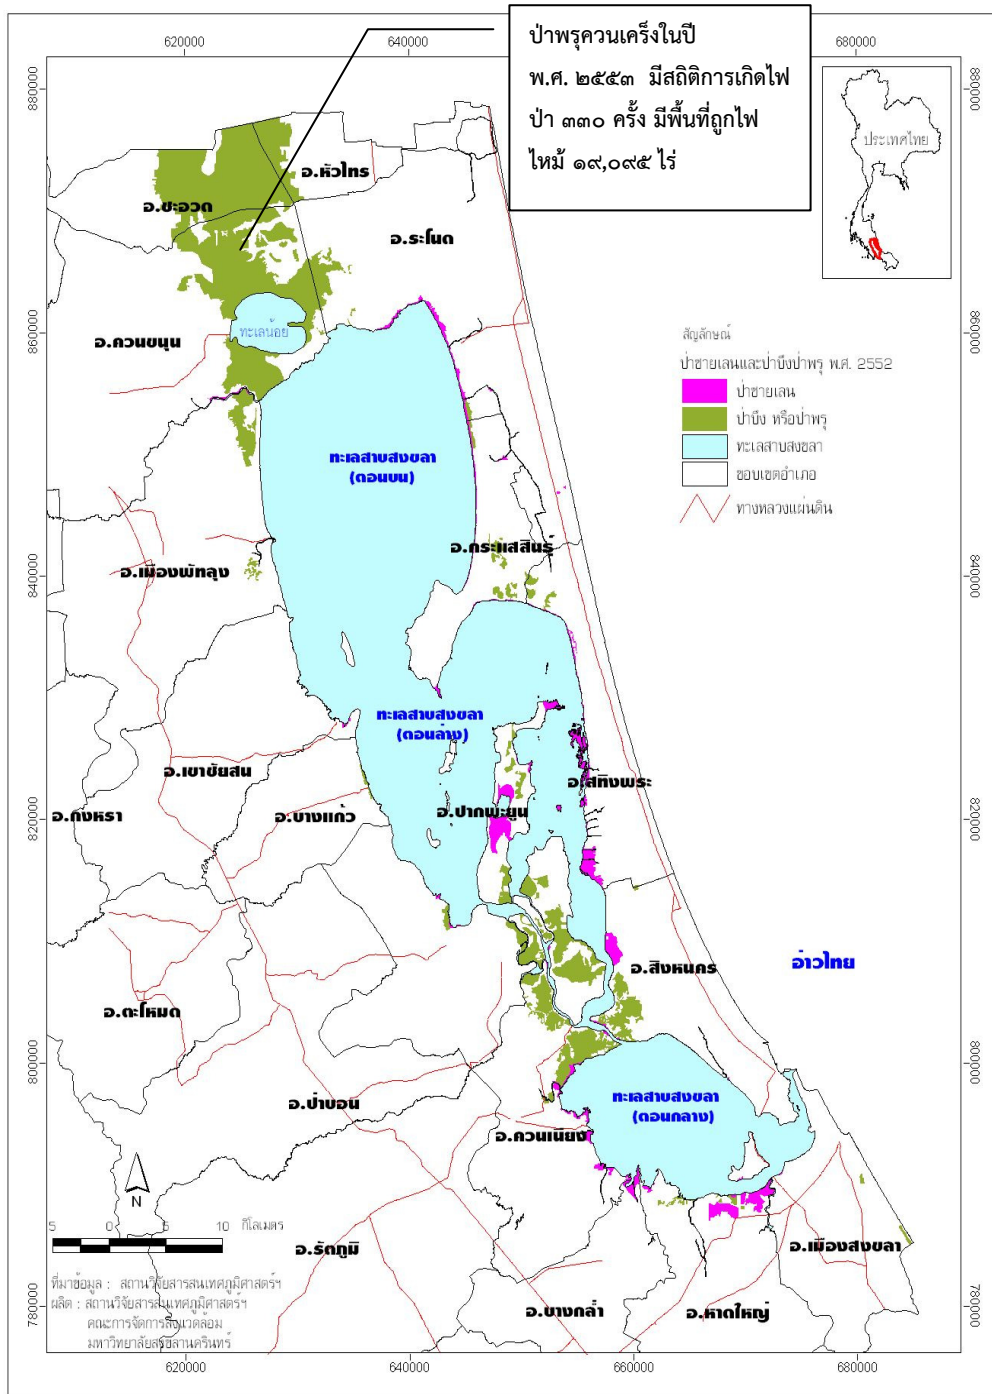 620000
640000
680000
ป่าพรุควนเคร็งในปี
พ.ศ. ๒๕๕๓ มีสถิติการเกิดไฟ
ป่า ๓๓๐ ครั้ง มีพื้นที่ถูกไฟ
ไหม้ ๑๙,๐๙๕ ไร่
880000
880000
ประเทศไทย
อ.หัวไทร
อ.ชะอวด
อ.ระโนด
ทะเลน้อย
อ.ควนขนุน
860000
860000
สัญลักษณ์
ป่าชายเลนและป่าบึงป่าพรุ พ.ศ. 2552
ป่าชายเลน
ป่าบึง หรือป่าพรุ
ทะเลสาบสงขลา
ขอบเขตอำเภอ
ทางหลวงแผ่นดิน
ทะเลสาบสงขลา
(ตอนบน)
อ.กระแสสินธุ์
อ.เมืองพัทลุง
840000
840000
ทะเลสาบสงขลา
(ตอนล่าง)
อ.เขาชัยสน
อ.สทิงพระ
อ.กงหรา
อ.บางแก้ว
อ.ปากพะยูน
820000
820000
อ.สิงหนคร
อ่าวไทย
อ.ตะโหมด
800000
800000
อ.ป่าบอน
ทะเลสาบสงขลา
(ตอนกลาง)
อ.ควนเนียง
N
5 0 5 10 กิโลเมตร
อ.รัตภูมิ
อ.เมืองสงขลา
ที่มาข้อมูล : สถานวิจัยสารสนเทศภูมิศาสตร์ฯ
ผลิต : สถานวิจัยสารสนเทศภูมิศาสตร์ฯ
คณะการจัดการสิ่งแวดล้อม
มหาวิทยาลัยสงขลานครินทร์
อ.บางกล่ำ
อ.หาดใหญ่
780000
780000
620000
640000
660000
680000